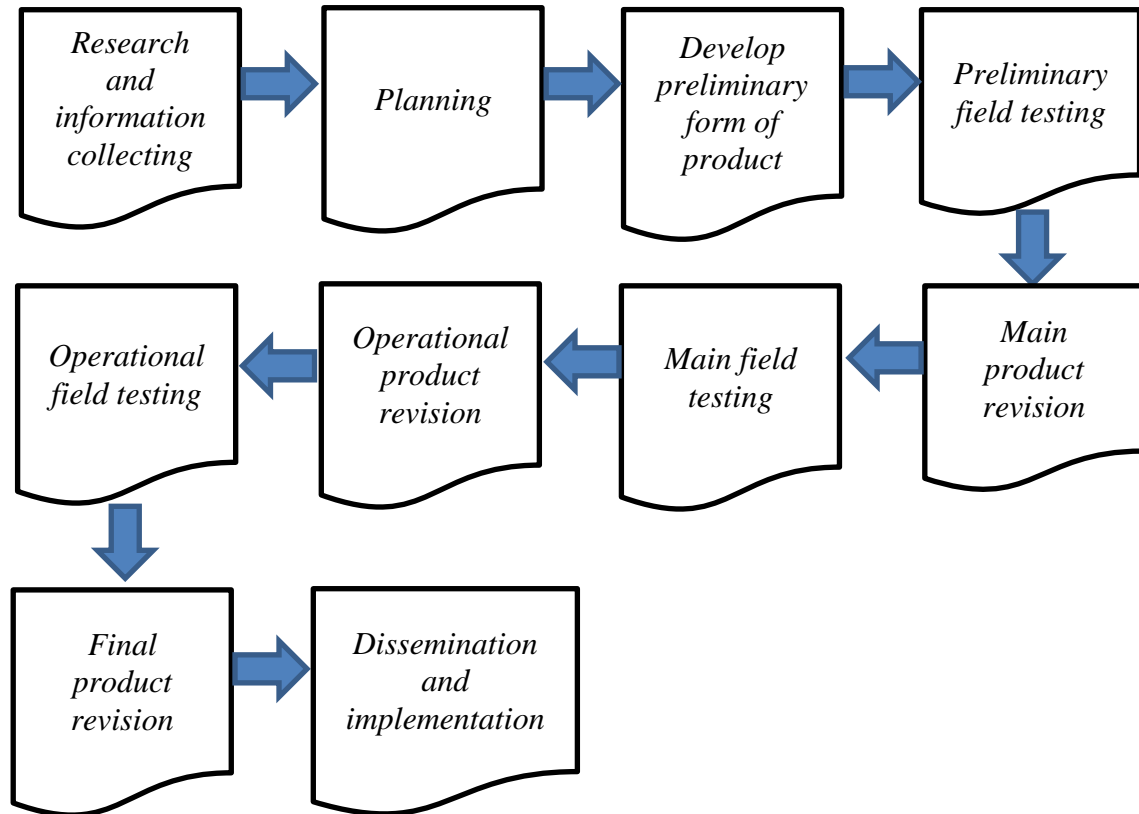 Research
and
information
collecting
Planning
Develop
preliminary
form of
product
Preliminary
field testing
Main
product
revision
Main field
testing
Operational
product
revision
Operational
field testing
Final
product
revision
Dissemination
and
implementation